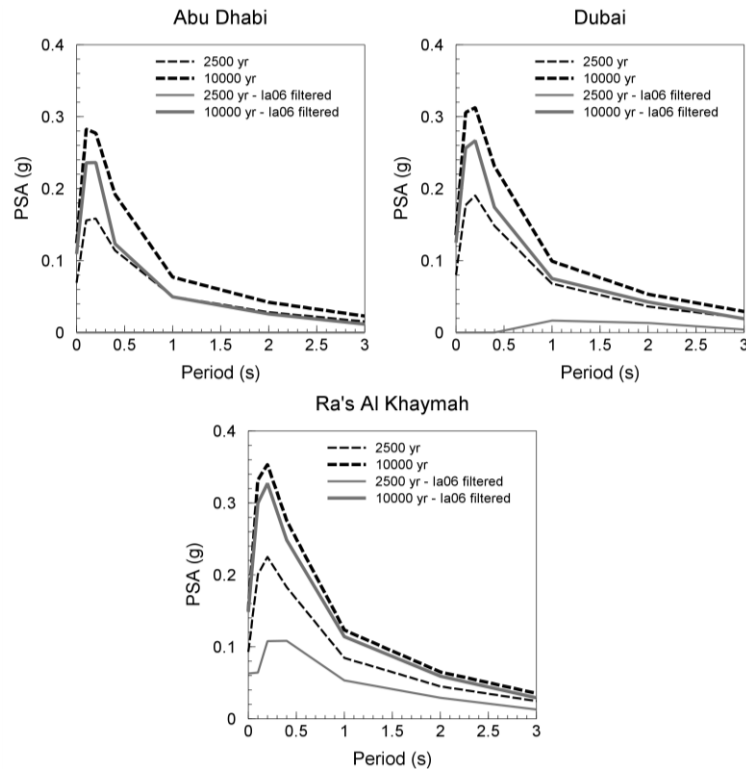 Abu Dhabi
0.4
0.3
0.2
0.1
0
PSA (g)
2500 yr
10000 yr
2500 yr - Ia06 filtered
10000 yr - Ia06 filtered
0 0.5 1 1.5 2 2.5 3
Period (s)
Dubai
0.4
0.3
0.2
0.1
0
PSA (g)
2500 yr
10000 yr
2500 yr - Ia06 filtered
10000 yr - Ia06 filtered
0 0.5 1 1.5 2 2.5 3
Period (s)
Ra's Al Khaymah
0.4
0.3
0.2
0.1
0
PSA (g)
2500 yr
10000 yr
2500 yr - Ia06 filtered
10000 yr - Ia06 filtered
0 0.5 1 1.5 2 2.5 3
Period (s)